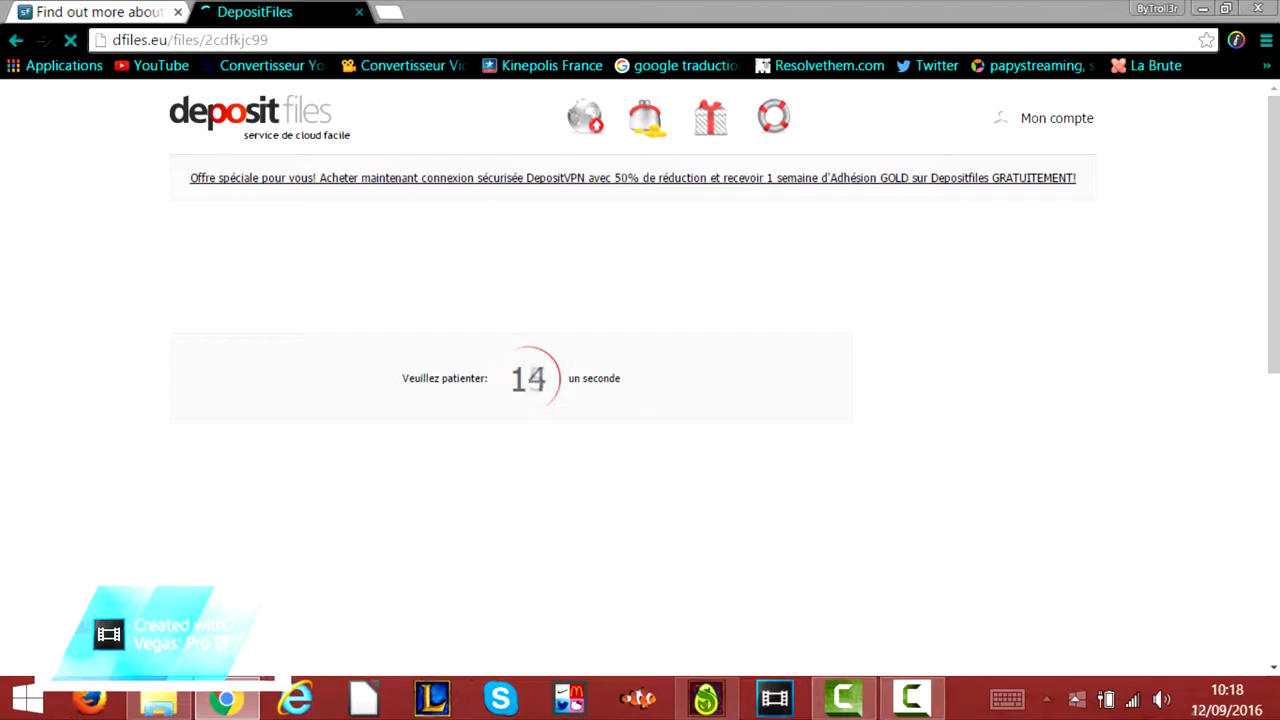 Find out more about
DepositFiles
ByTroll3r
dfiles.eu/files/2cdfkjc99
Applications
YouTube
Convertisseur Yo
Convertisseur Vi
Kinepolis France
google traductio
Resolvethem.com
Twitter
papystreaming, s
La Brute
depositfiles
service de cloud facile
Mon compte
Offre spéciale pour vous! Acheter maintenant connexion sécurisée DepositVPN avec 50% de réduction et recevoir 1 semaine d'Adhésion GOLD sur Depositfiles GRATUITEMENT!
Veuillez patienter: 14 un seconde
Created with
Vegas Pro 13
10:18
12/09/2016